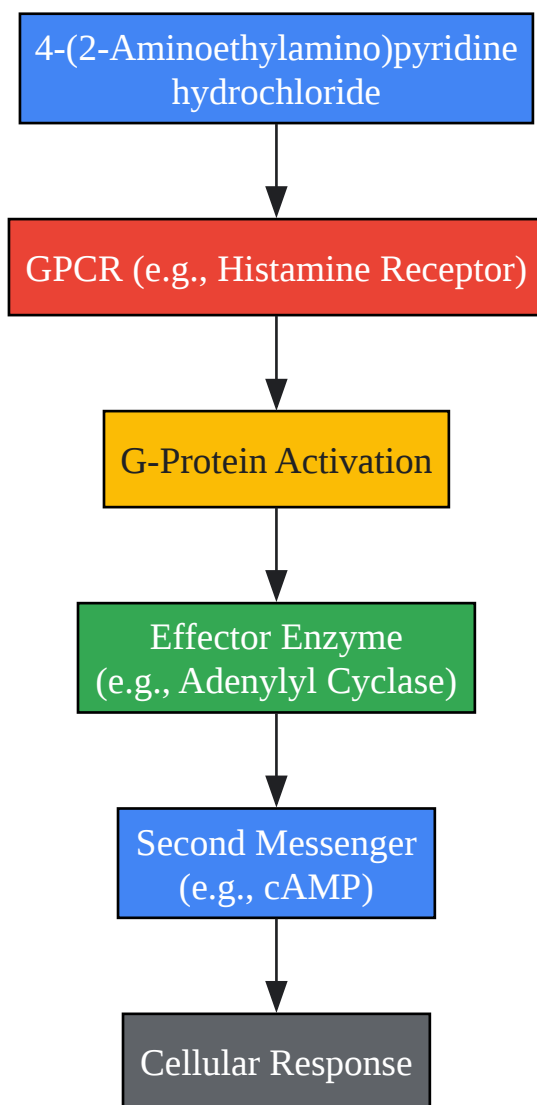 4-(2-Aminoethylamino)pyridine
hydrochloride
GPCR (e.g., Histamine Receptor)
G-Protein Activation
Effector Enzyme
(e.g., Adenylyl Cyclase)
Second Messenger
(e.g., cAMP)
Cellular Response